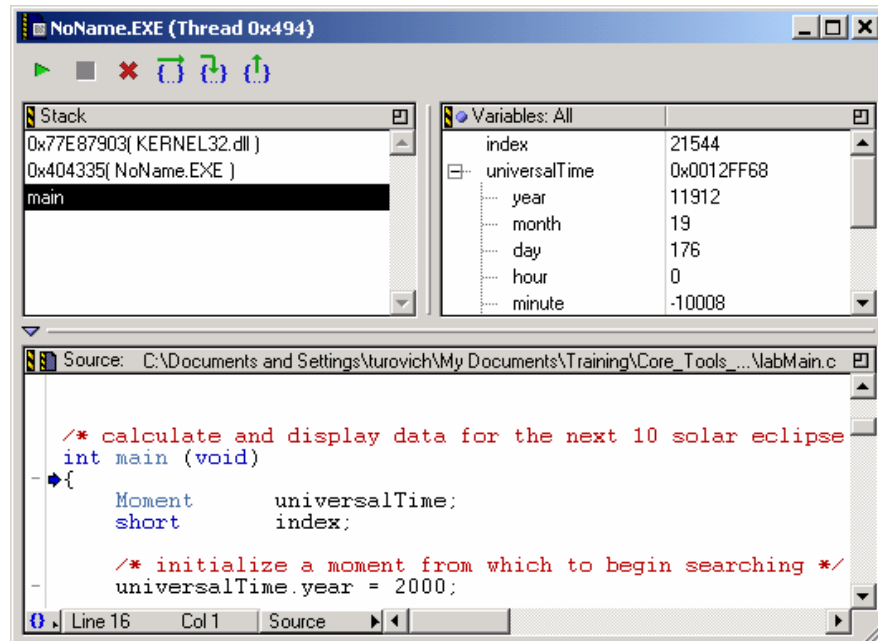 NoName.EXE (Thread 0x494)
Stack
0x77E87903( KERNEL32.dll )
0x404335( NoName.EXE )
main
Variables: All
index 21544
universalTime 0x0012FF68
year 11912
month 19
day 176
hour 0
minute -10008
Source: C:\Documents and Settings\turovich\My Documents\Training\Core_Tools_...\labMain.c
/* calculate and display data for the next 10 solar eclipse
int main (void)
{
Moment universalTime;
short index;
/* initialize a moment from which to begin searching */
universalTime.year = 2000;
{} Line 16 Col 1 Source